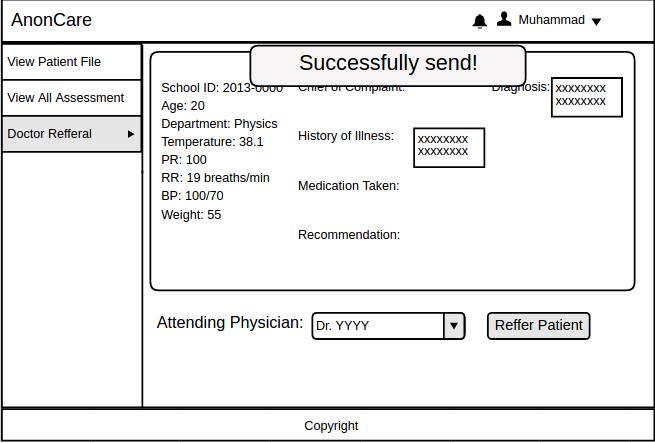 AnonCare
Muhammad
View Patient File
View All Assessment
Doctor Refferal
Successfully send!
School ID: 2013-0000
Age: 20
Department: Physics
Temperature: 38.1
PR: 100
RR: 19 breaths/min
BP: 100/70
Weight: 55
Chief of Complaint:
History of Illness:
xxxxxxxx
xxxxxxxx
Medication Taken:
Recommendation:
Diagnosis:
xxxxxxxx
xxxxxxxx
Attending Physician:
Dr. YYYY
Reffer Patient
Copyright